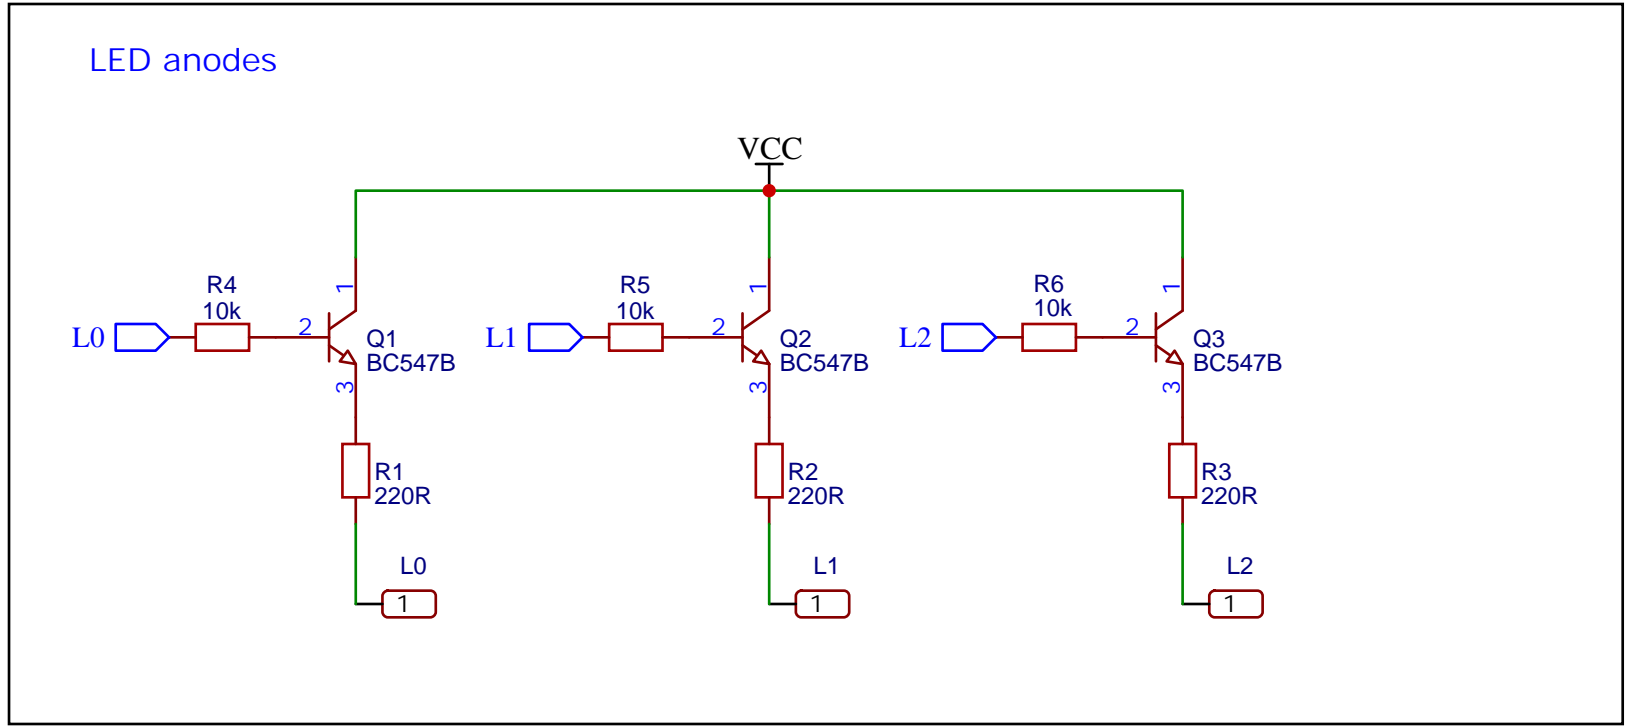 LED anodes
VCC
L0
R4
10k
2
1
3
Q1
BC547B
R1
220R
L0
1
L1
R5
10k
2
1
3
Q2
BC547B
R2
220R
L1
1
L2
R6
10k
2
1
3
Q3
BC547B
R3
220R
L2
1